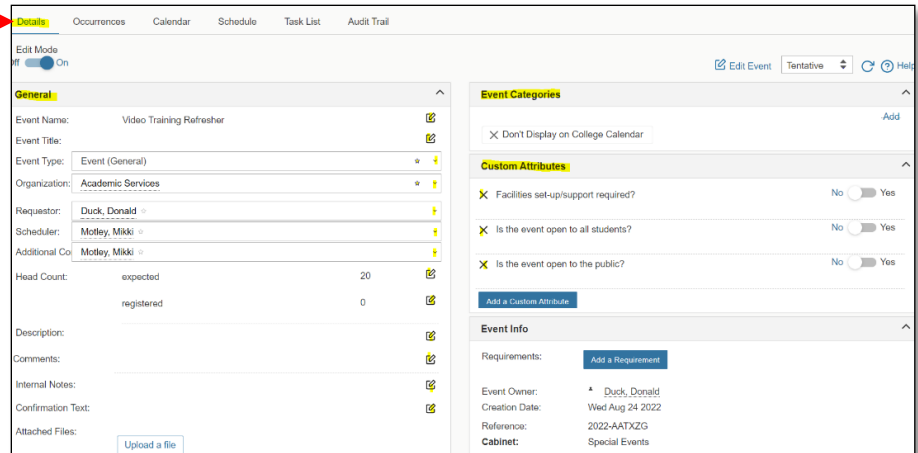 Details Occurrences Calendar Schedule Task List Audit Trail
Edit Mode
Off On
Edit Event Tentative Help
General
Event Name: Video Training Refresher
Event Title:
Event Type: Event (General)
Organization: Academic Services
Requestor: Duck, Donald
Scheduler: Motley, Mikki
Additional Co Motley, Mikki
Head Count: expected 20
registered 0
Description:
Comments:
Internal Notes:
Confirmation Text:
Attached Files:
Upload a file
Event Categories
Add
Don't Display on College Calendar
Custom Attributes
Facilities set-up/support required? No Yes
Is the event open to all students? No Yes
Is the event open to the public? No Yes
Add a Custom Attribute
Event Info
Requirements: Add a Requirement
Event Owner: Duck, Donald
Creation Date: Wed Aug 24 2022
Reference: 2022-AATXZG
Cabinet: Special Events